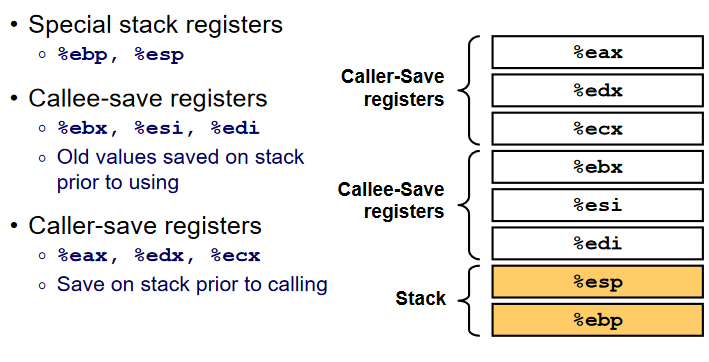 • Special stack registers
○ %ebp, %esp
• Callee-save registers
○ %ebx, %esi, %edi
○ Old values saved on stack
prior to using
• Caller-save registers
○ %eax, %edx, %ecx
○ Save on stack prior to calling
Caller-Save
registers
%eax
%edx
%ecx
Callee-Save
registers
%ebx
%esi
%edi
Stack
%esp
%ebp